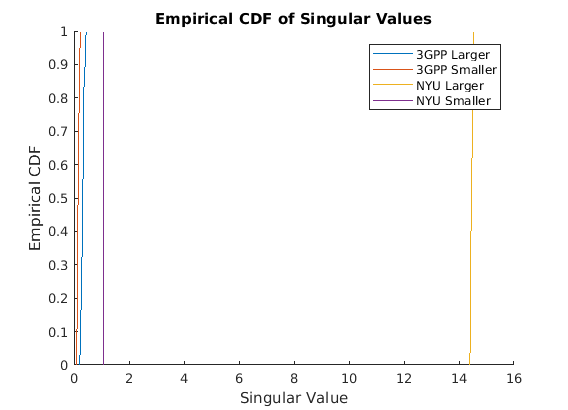 Empirical CDF of Singular Values
1
0.9
0.8
0.7
0.6
0.5
0.4
0.3
0.2
0.1
0
Empirical CDF
3GPP Larger
3GPP Smaller
NYU Larger
NYU Smaller
0 2 4 6 8 10 12 14 16
Singular Value